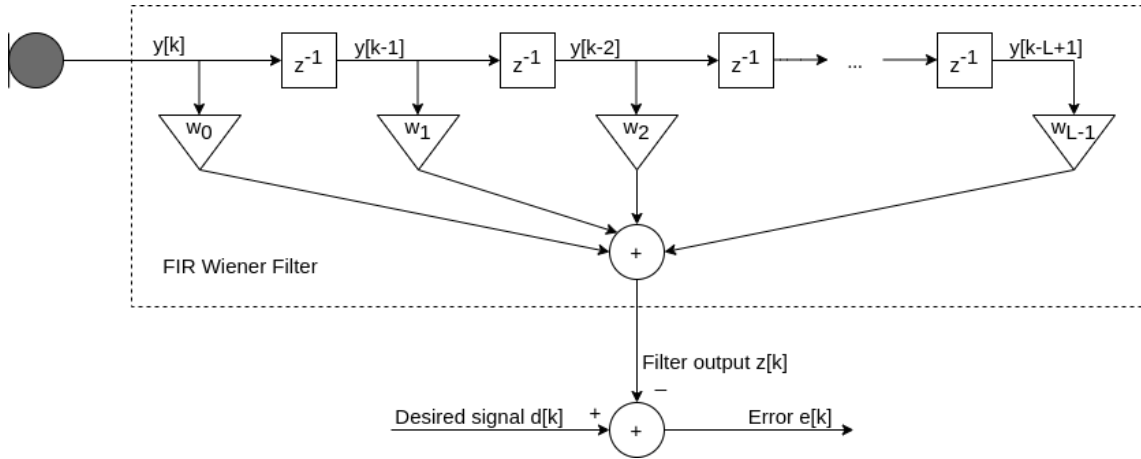 y[k]
z⁻¹
y[k-1]
z⁻¹
y[k-2]
z⁻¹
...
z⁻¹
y[k-L+1]
w₀
w₁
w₂
w_L-1
+
FIR Wiener Filter
Filter output z[k]
–
Desired signal d[k]
+
+
Error e[k]